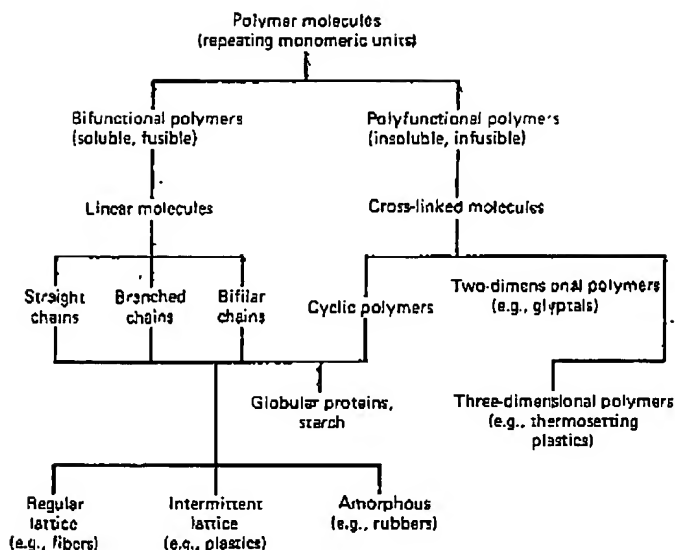 Polymer molecules
(repeating monomeric units)
Bifunctional polymers
(soluble, fusible)
Polyfunctional polymers
(insoluble, infusible)
Linear molecules
Cross-linked molecules
Straight
chains
Branched
chains
Bifilar
chains
Cyclic polymers
Two-dimensional polymers
(e.g., glyptals)
Globular proteins,
starch
Three-dimensional polymers
(e.g., thermosetting
plastics)
Regular
lattice
(e.g., fibers)
Intermittent
lattice
(e.g., plastics)
Amorphous
(e.g., rubbers)